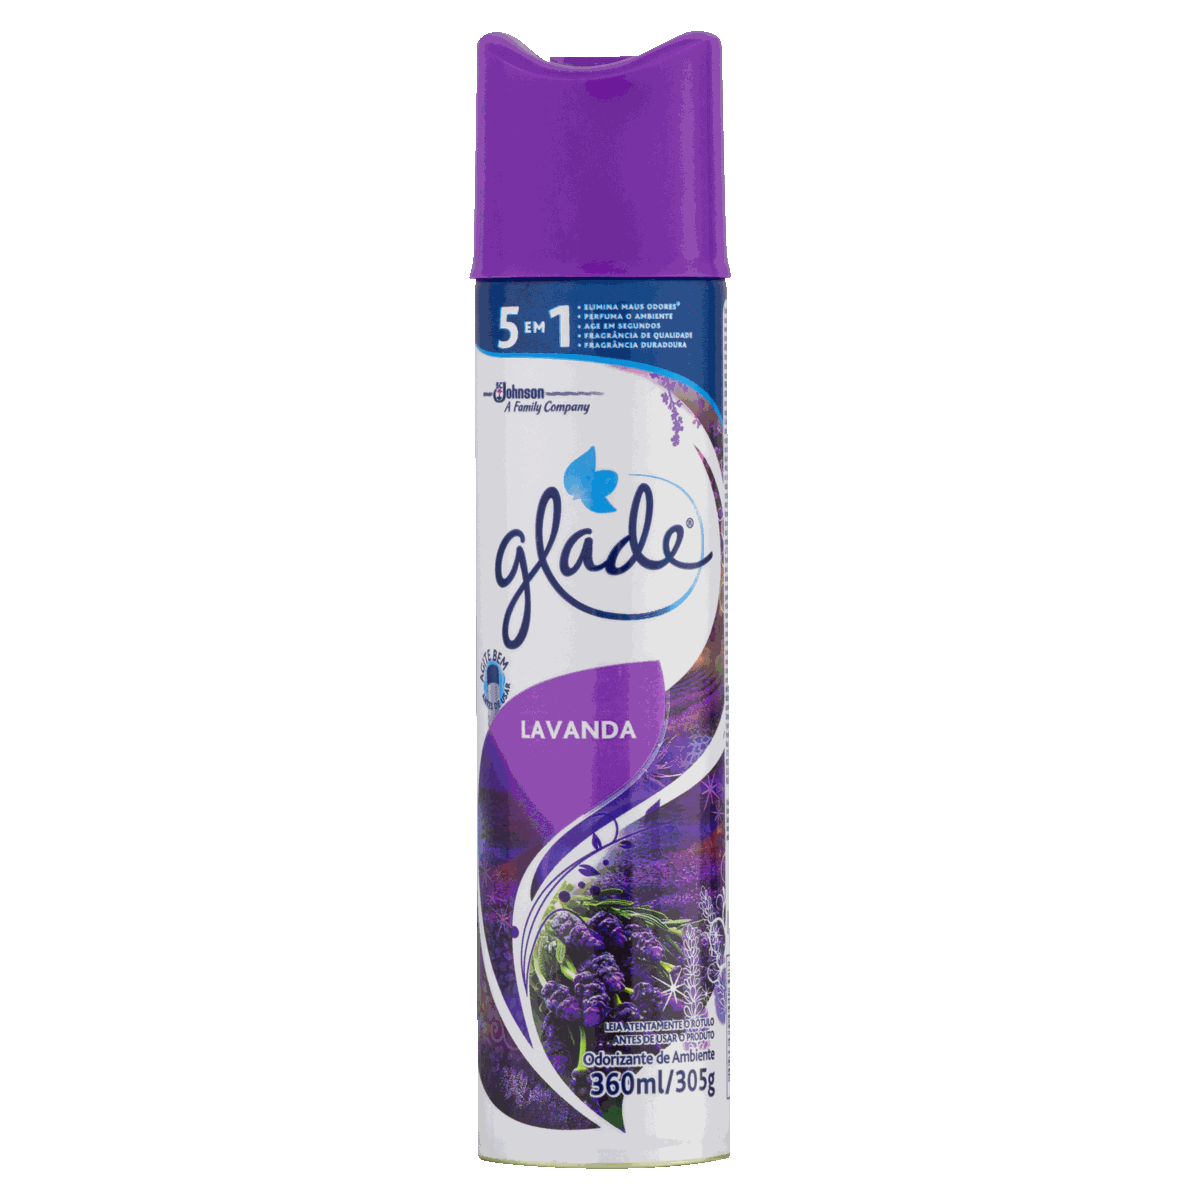 5 EM 1
• ELIMINA MAUS ODORES*
• PERFUMA O AMBIENTE
• AGE EM SEGUNDOS
• FRAGRÂNCIA DE QUALIDADE
• FRAGRÂNCIA DURADOURA
SC Johnson
A Family Company
glade®
AGITE BEM
ANTES DE USAR
LAVANDA
LEIA ATENTAMENTE O RÓTULO
ANTES DE USAR O PRODUTO
Odorizante de Ambiente
360ml/305g